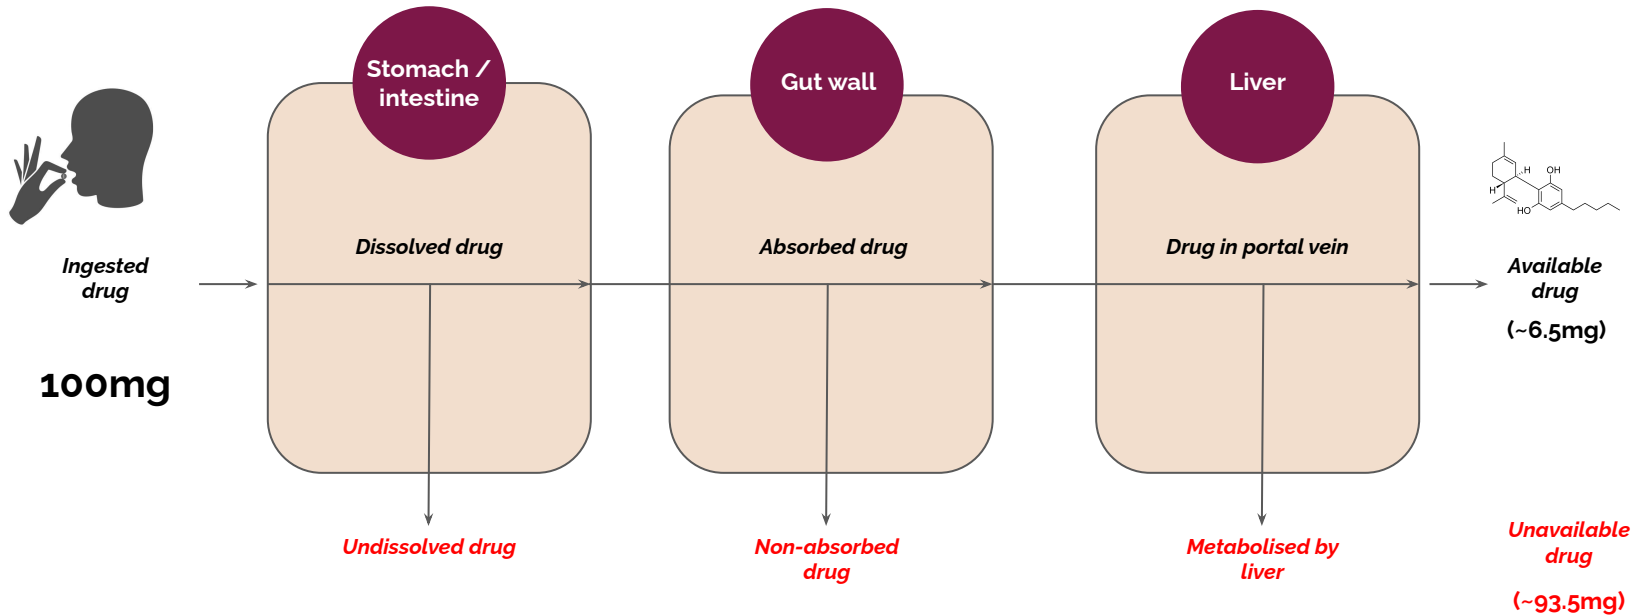 Stomach /
intestine
Gut wall
Liver
Ingested
drug
100mg
Dissolved drug
Absorbed drug
Drug in portal vein
H
H
OH
HO
Available
drug
(~6.5mg)
Undissolved drug
Non-absorbed
drug
Metabolised by
liver
Unavailable
drug
(~93.5mg)